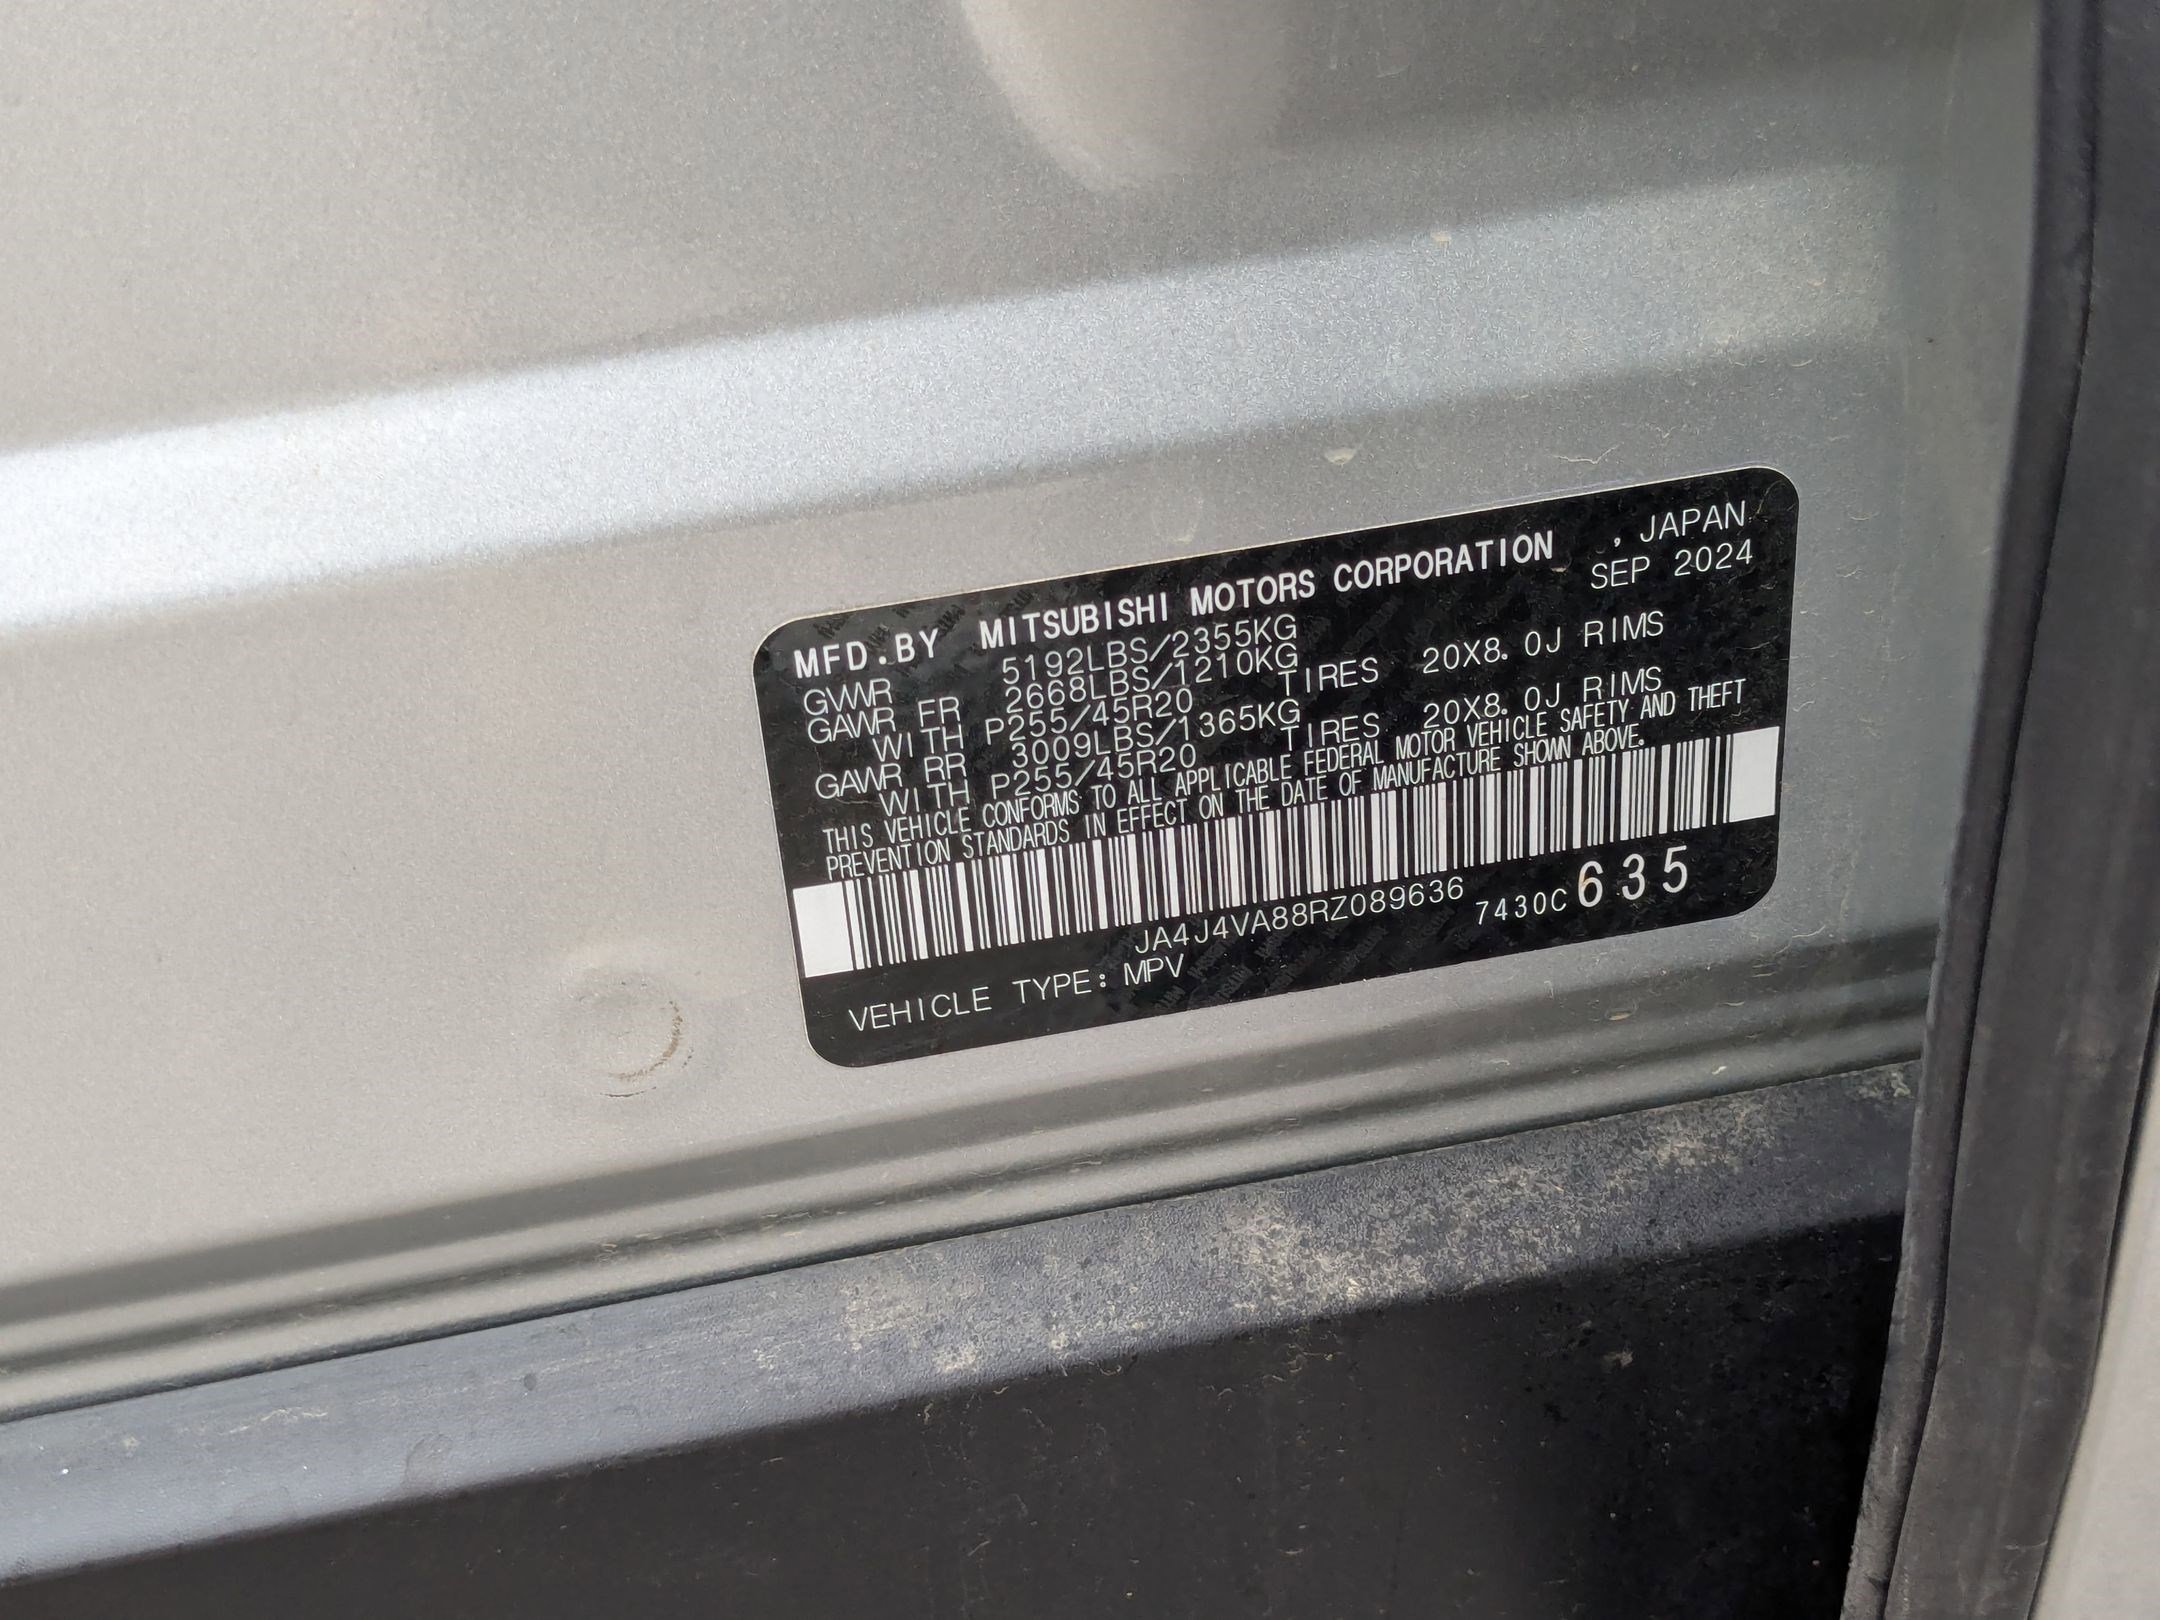 MFD.BY MITSUBISHI MOTORS CORPORATION , JAPAN
SEP 2024
GVWR 5192LBS/2355KG
GAWR FR 2668LBS/1210KG
WITH P255/45R20 TIRES 20X8.0J RIMS
GAWR RR 3009LBS/1365KG
WITH P255/45R20 TIRES 20X8.0J RIMS
THIS VEHICLE CONFORMS TO ALL APPLICABLE FEDERAL MOTOR VEHICLE SAFETY AND THEFT
PREVENTION STANDARDS IN EFFECT ON THE DATE OF MANUFACTURE SHOWN ABOVE.
JA4J4VA88RZ089636 7430C635
VEHICLE TYPE: MPV